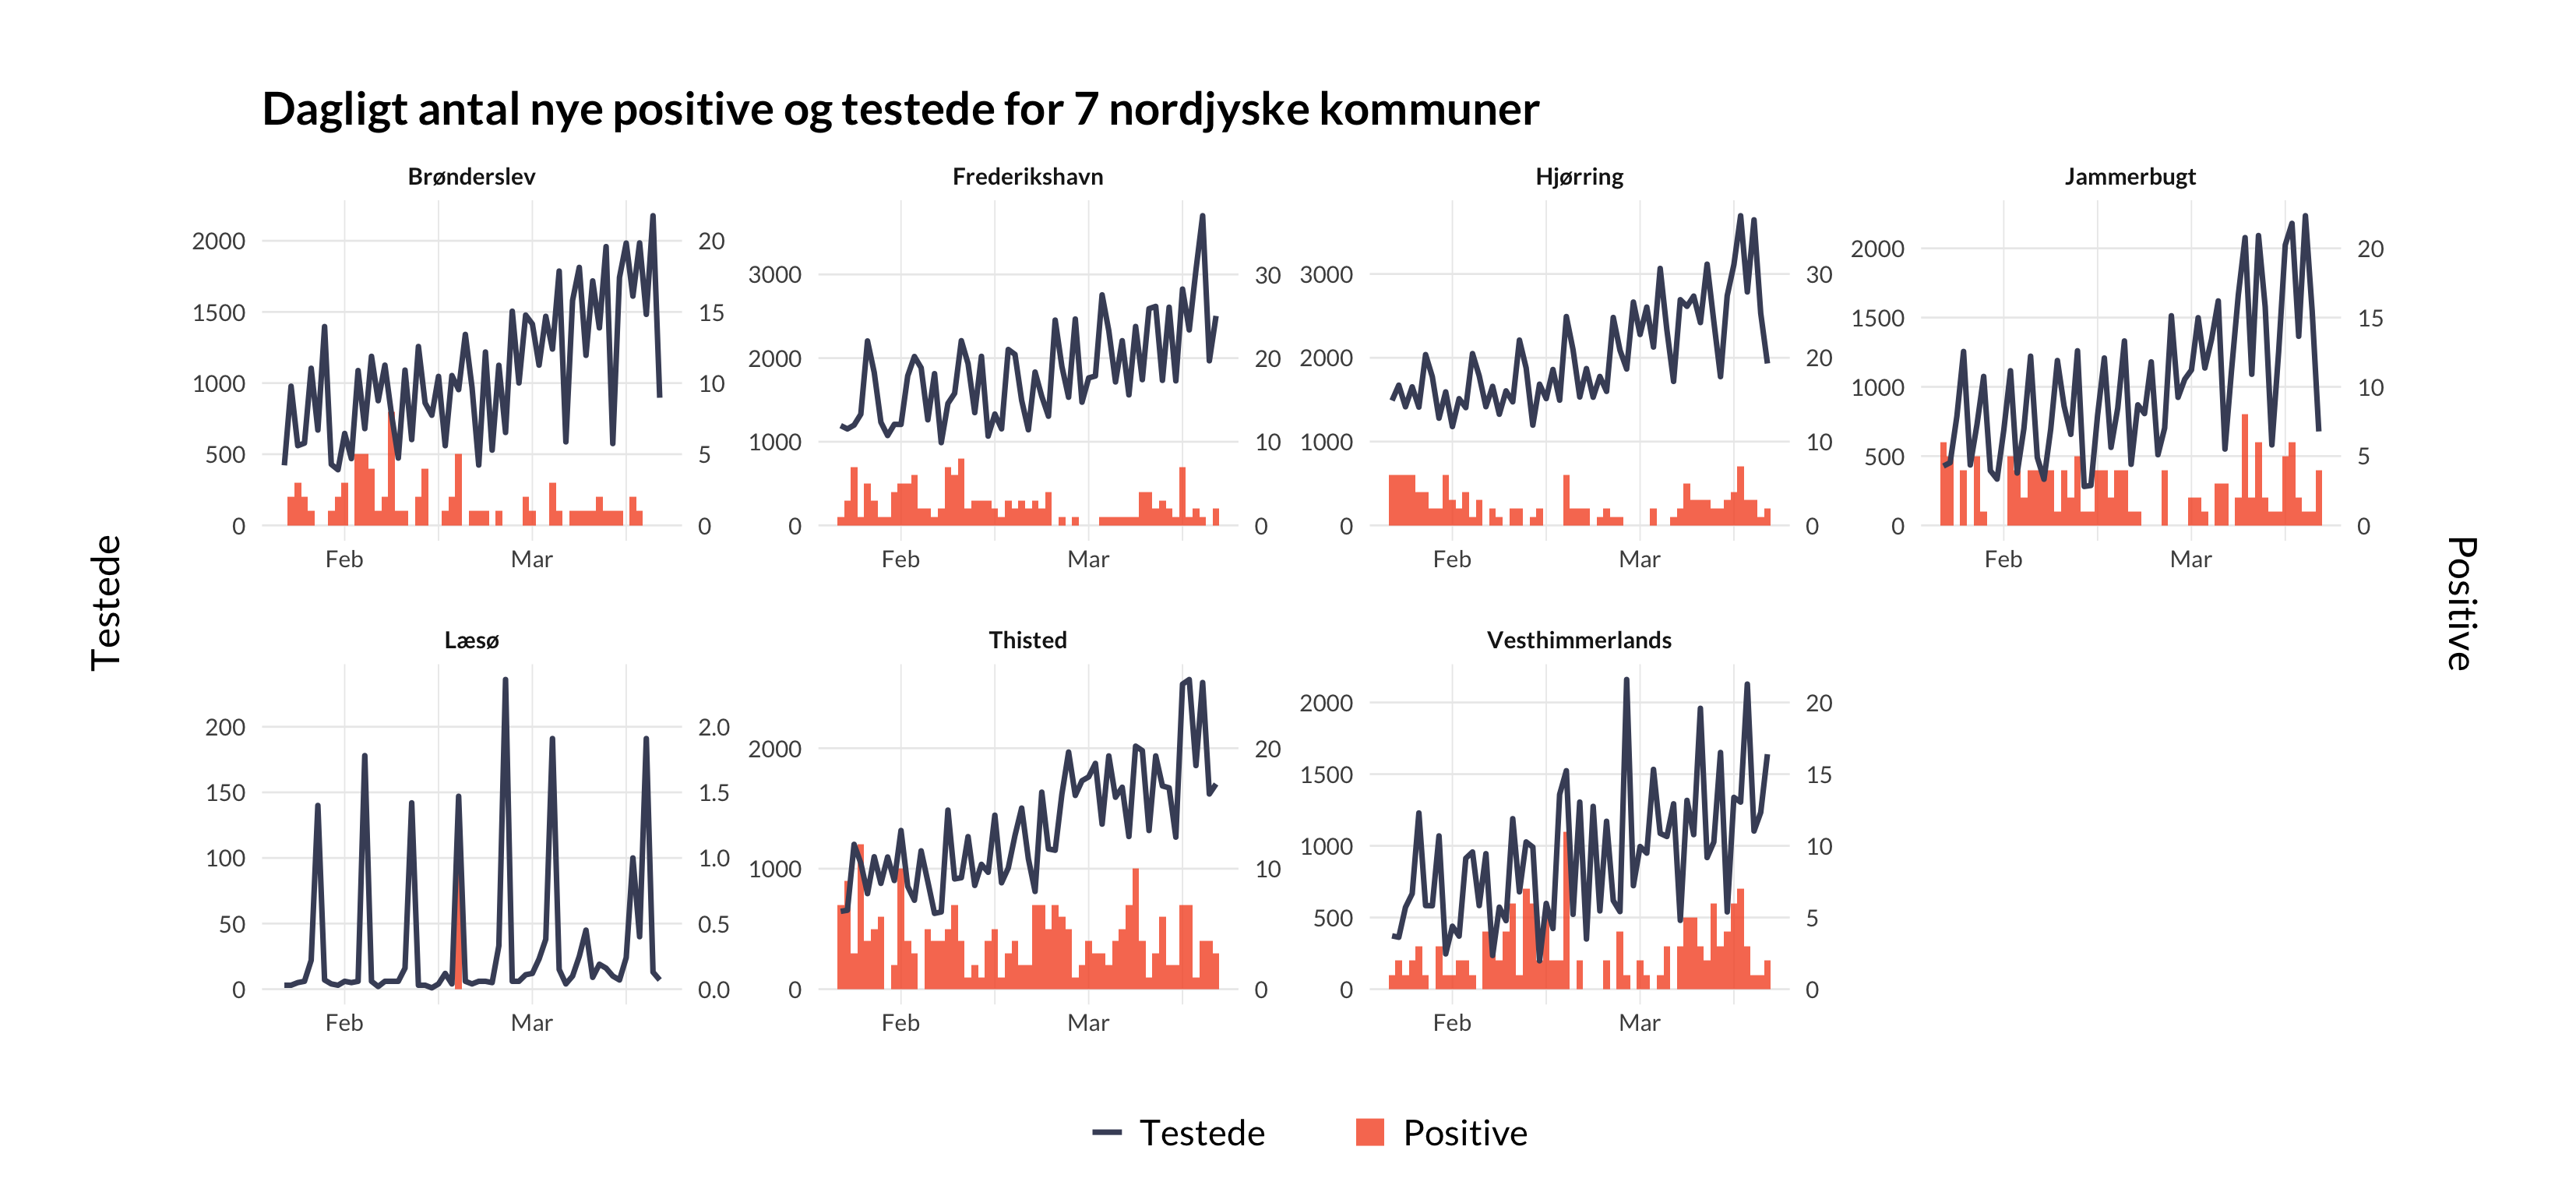 Dagligt antal nye positive og testede for 7 nordjyske kommuner
Brønderslev
Frederikshavn
Hjørring
Jammerbugt
2000
1500
1000
500
0
20
15
10
5
0
Feb
Mar
3000
2000
1000
0
30
20
10
0
Feb
Mar
3000
2000
1000
0
30
20
10
0
Feb
Mar
2000
1500
1000
500
0
20
15
10
5
0
Feb
Mar
Testede
Positive
Læsø
Thisted
Vesthimmerlands
200
150
100
50
0
2.0
1.5
1.0
0.5
0.0
Feb
Mar
2000
1000
0
20
10
0
Feb
Mar
2000
1500
1000
500
0
20
15
10
5
0
Feb
Mar
Testede
Positive